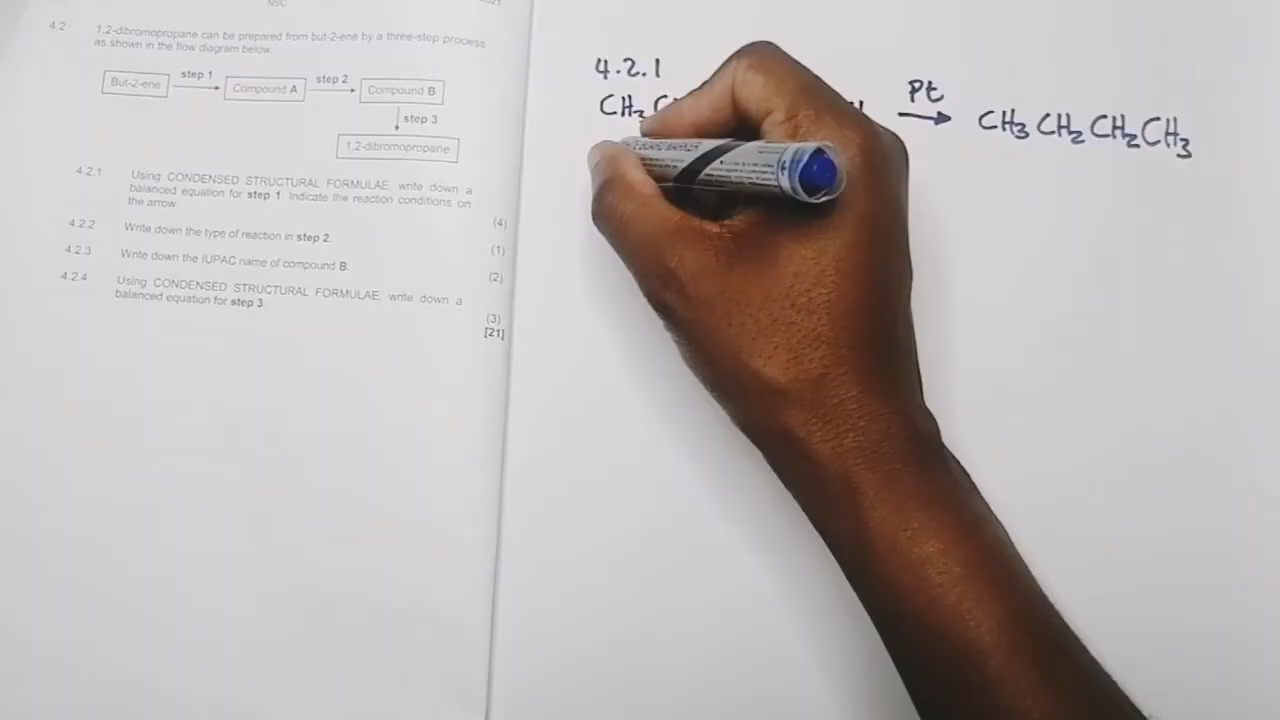 NSC
4.2 1,2-dibromopropane can be prepared from but-2-ene by a three-step process
as shown in the flow diagram below.
But-2-ene step 1 Compound A step 2 Compound B
step 3
1,2-dibromopropane
4.2.1 Using CONDENSED STRUCTURAL FORMULAE, write down a
balanced equation for step 1. Indicate the reaction conditions on
the arrow. (4)
4.2.2 Write down the type of reaction in step 2. (1)
4.2.3 Write down the IUPAC name of compound B. (2)
4.2.4 Using CONDENSED STRUCTURAL FORMULAE, write down a
balanced equation for step 3. (3)
[21]
4.2.1
CH₃ Pt → CH₃CH₂CH₂CH₃